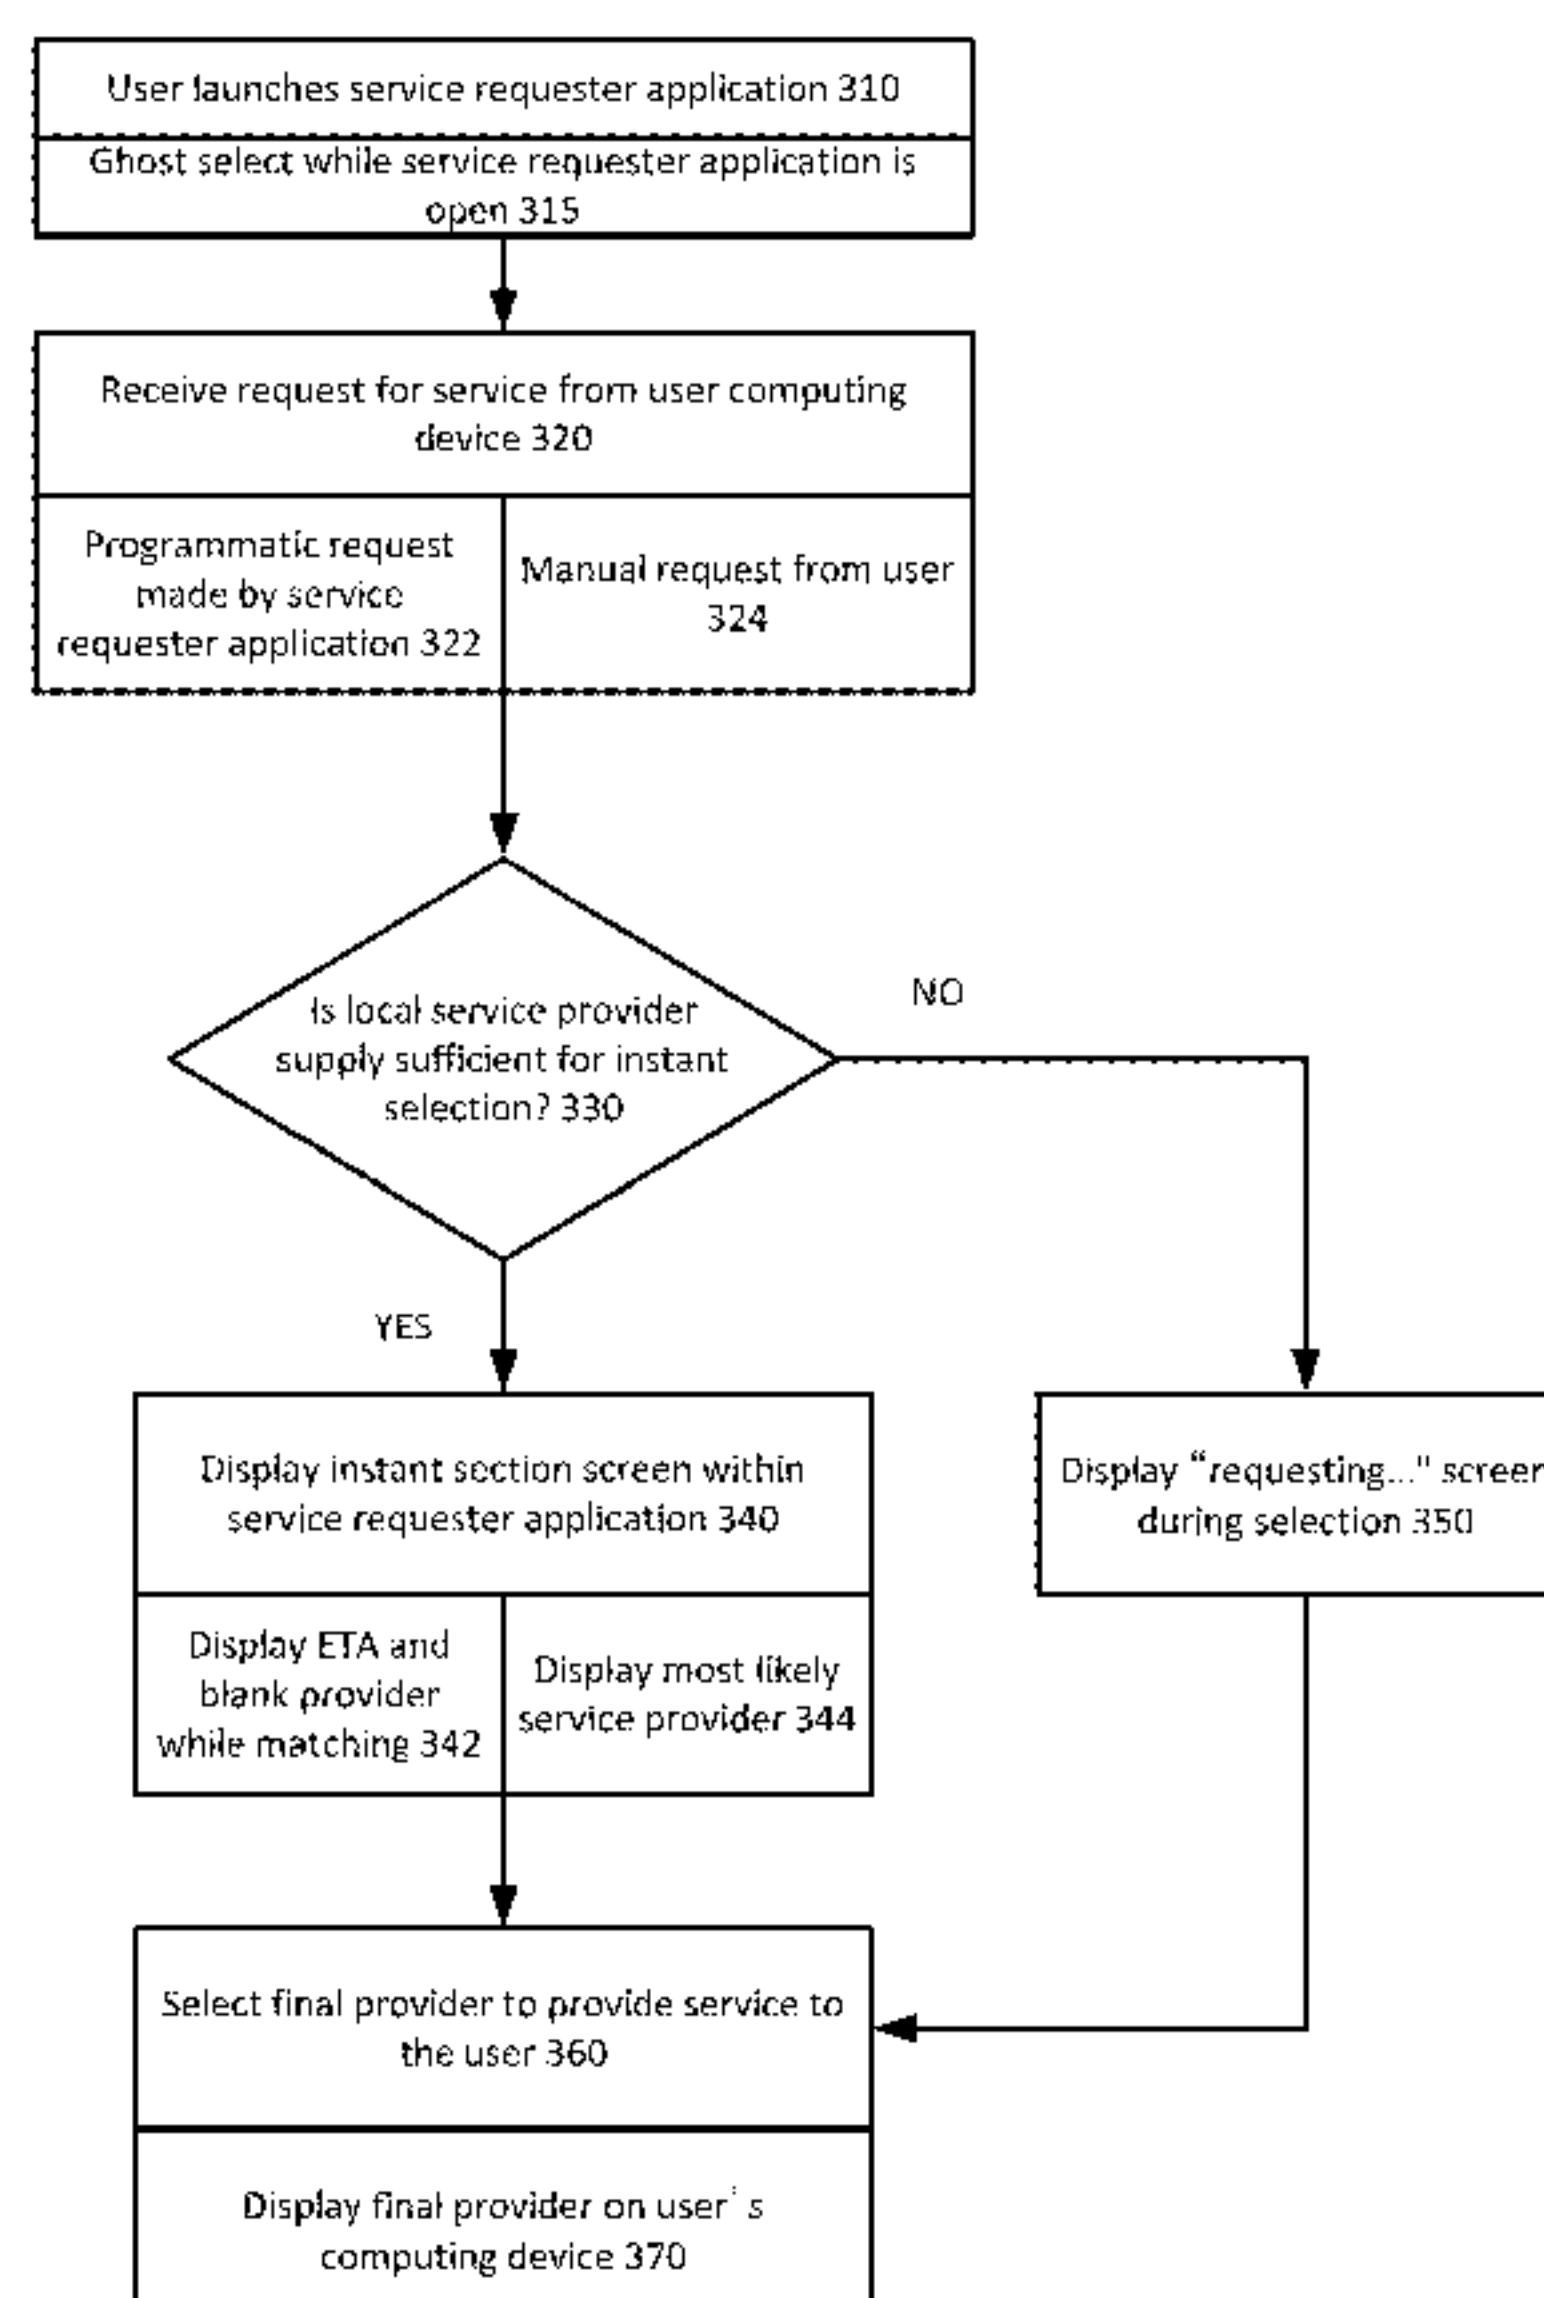 User launches service requester application 310
Ghost select while service requester application is
open 315
Receive request for service from user computing
device 320
Programmatic request
made by service
requester application 322
Manual request from user
324
Is local service provider
supply sufficient for instant
selection? 330
NO
YES
Display instant section screen within
service requester application 340
Display "requesting..." screen
during selection 350
Display ETA and
blank provider
while matching 342
Display most likely
service provider 344
Select final provider to provide service to
the user 360
Display final provider on user's
computing device 370